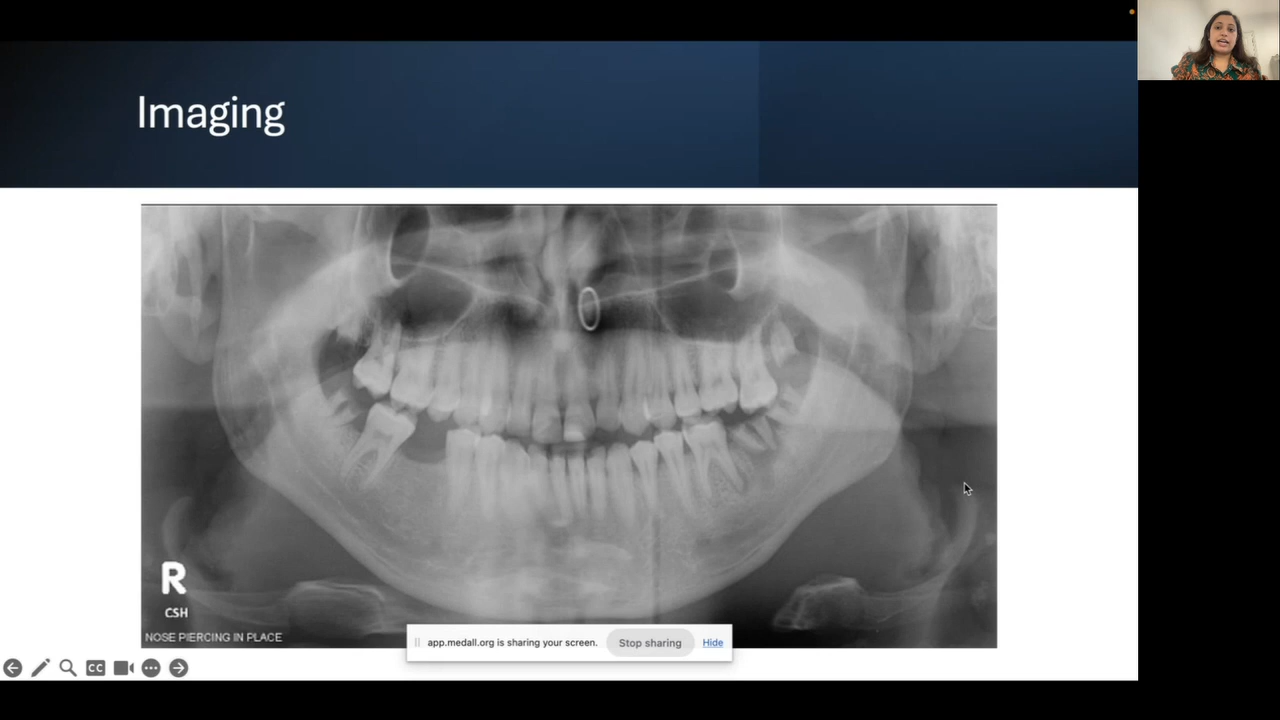 Imaging
R
CSH
NOSE PIERCING IN PLACE
app.medall.org is sharing your screen. Stop sharing Hide
CC